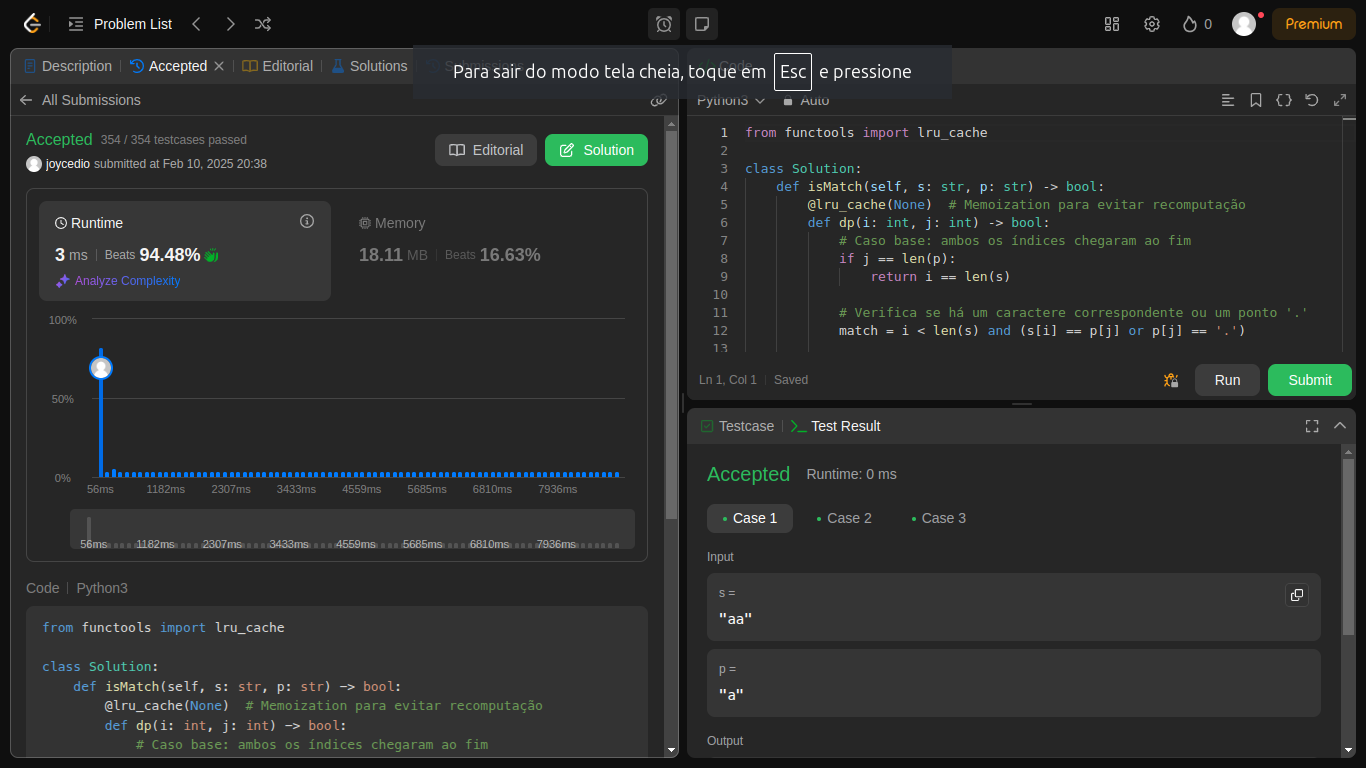 Problem List
0
Premium
Description
Accepted
Editorial
Solutions
Submissions
Code
Para sair do modo tela cheia, toque em Esc e pressione
All Submissions
Accepted 354 / 354 testcases passed
joycedio submitted at Feb 10, 2025 20:38
Editorial
Solution
Runtime
3 ms | Beats 94.48%
Analyze Complexity
Memory
18.11 MB | Beats 16.63%
100%
50%
0%
56ms 1182ms 2307ms 3433ms 4559ms 5685ms 6810ms 7936ms
56ms 1182ms 2307ms 3433ms 4559ms 5685ms 6810ms 7936ms
Code | Python3
from functools import lru_cache
class Solution:
def isMatch(self, s: str, p: str) -> bool:
@lru_cache(None)  # Memoization para evitar recomputação
def dp(i: int, j: int) -> bool:
# Caso base: ambos os índices chegaram ao fim
Python3 Auto
1 from functools import lru_cache
2
3 class Solution:
4 def isMatch(self, s: str, p: str) -> bool:
5 @lru_cache(None)  # Memoization para evitar recomputação
6 def dp(i: int, j: int) -> bool:
7 # Caso base: ambos os índices chegaram ao fim
8 if j == len(p):
9 return i == len(s)
10
11 # Verifica se há um caractere correspondente ou um ponto '.'
12 match = i < len(s) and (s[i] == p[j] or p[j] == '.')
13
Ln 1, Col 1 | Saved
Run
Submit
Testcase | Test Result
Accepted Runtime: 0 ms
Case 1
Case 2
Case 3
Input
s =
"aa"
p =
"a"
Output